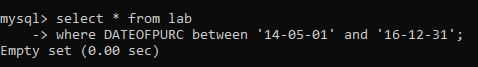 mysql> select * from lab
-> where DATEOFPURC between '14-05-01' and '16-12-31';
Empty set (0.00 sec)